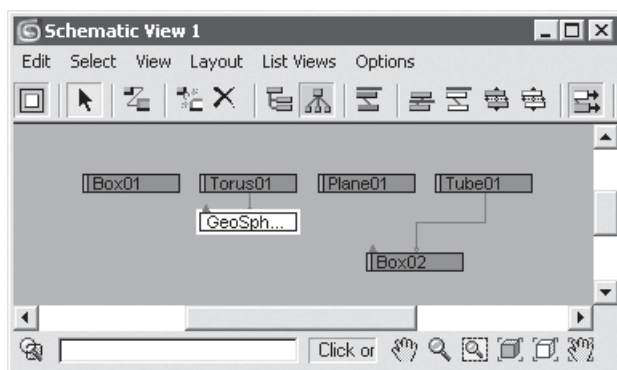 Schematic View 1
Edit Select View Layout List Views Options
Box01 Torus01 Plane01 Tube01
GeoSph...
Box02
Click or